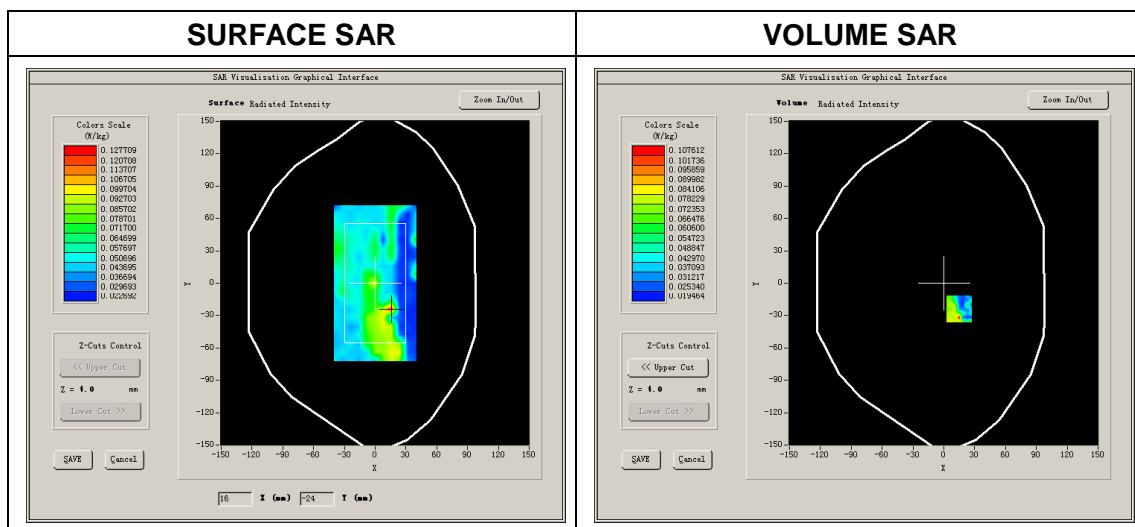 SURFACE SAR
VOLUME SAR
SAR Visualisation Graphical Interface
Surface Radiated Intensity
Zoom In/Out
Colors Scale
(W/kg)
0.127709
0.120708
0.113707
0.106705
0.099704
0.092703
0.085702
0.078701
0.071700
0.064699
0.057697
0.050696
0.043695
0.036694
0.029693
0.022692
150
120
90
60
30
0
-30
-60
-90
-120
-150
Y
-150 -120 -90 -60 -30 0 30 60 90 120 150
X
Z-Cuts Control
<< Upper Cut
Z = 4.0 mm
Lower Cut >>
SAVE Cancel
16 X (mm) -24 Y (mm)
SAR Visualisation Graphical Interface
Volume Radiated Intensity
Zoom In/Out
Colors Scale
(W/kg)
0.107612
0.101736
0.095859
0.089982
0.084106
0.078229
0.072353
0.066476
0.060600
0.054723
0.048847
0.042970
0.037093
0.031217
0.025340
0.019464
150
120
90
60
30
0
-30
-60
-90
-120
-150
Y
-150 -120 -90 -60 -30 0 30 60 90 120 150
X
Z-Cuts Control
<< Upper Cut
Z = 4.0 mm
Lower Cut >>
SAVE Cancel